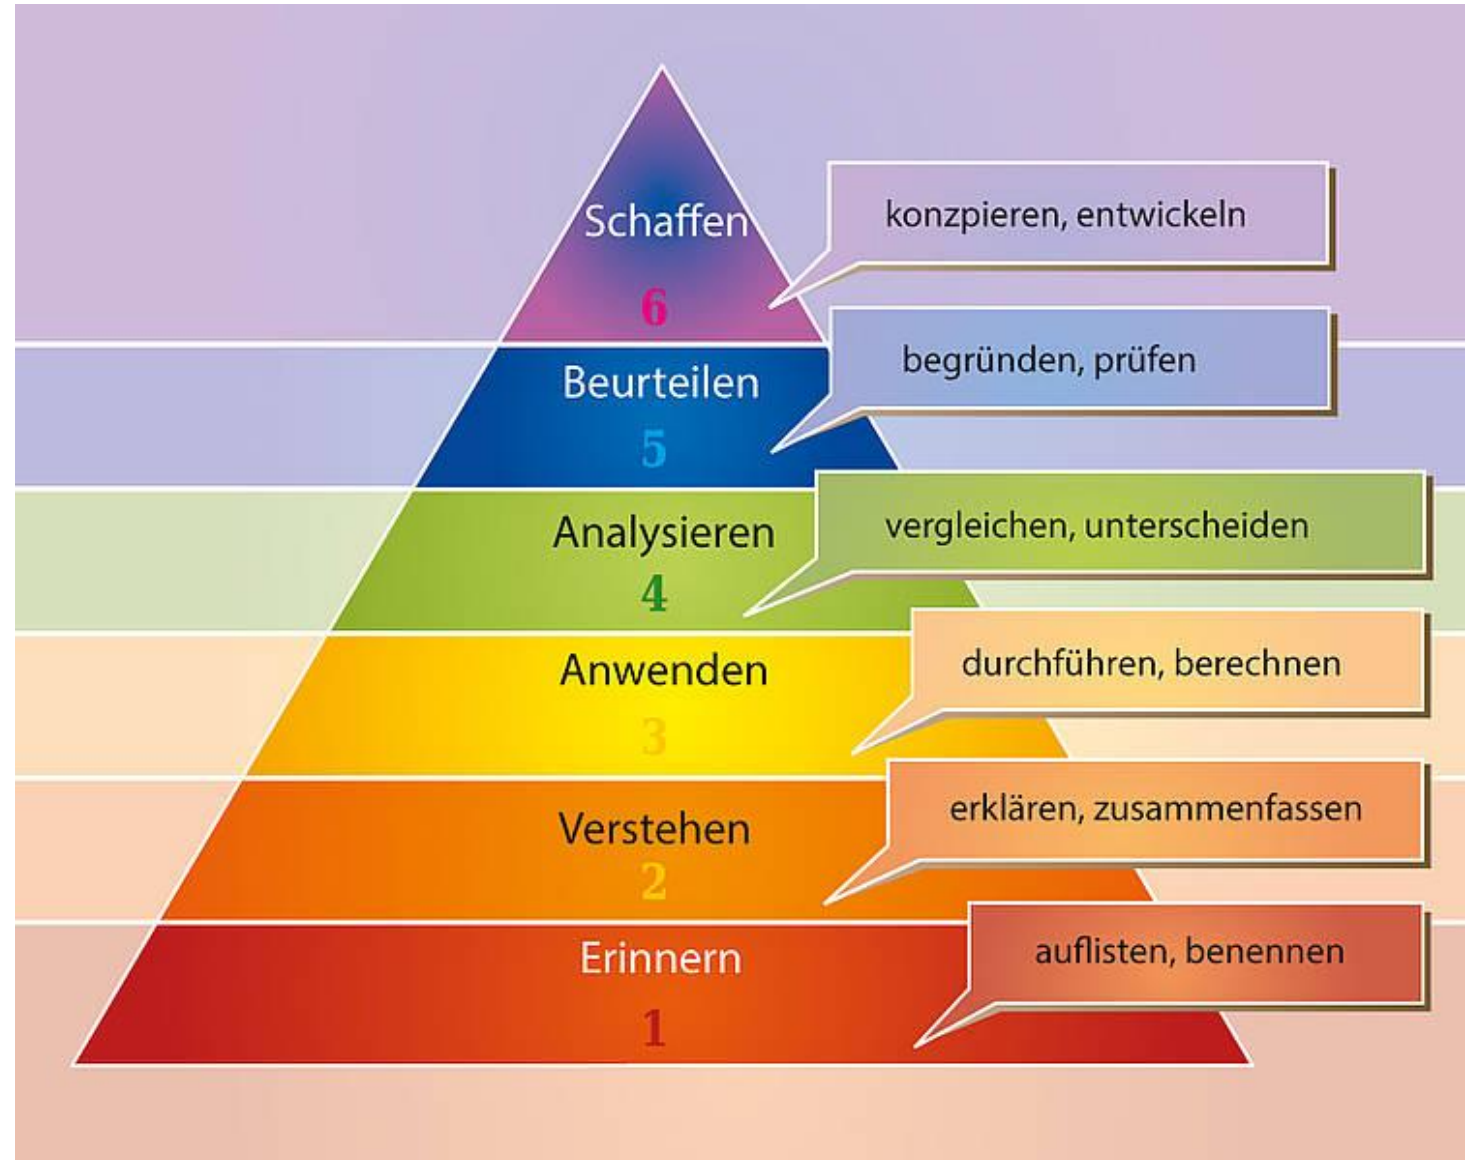 Schaffen
konzpieren, entwickeln
6
Beurteilen
begründen, prüfen
5
Analysieren
vergleichen, unterscheiden
4
Anwenden
durchführen, berechnen
3
Verstehen
erklären, zusammenfassen
2
Erinnern
auflisten, benennen
1